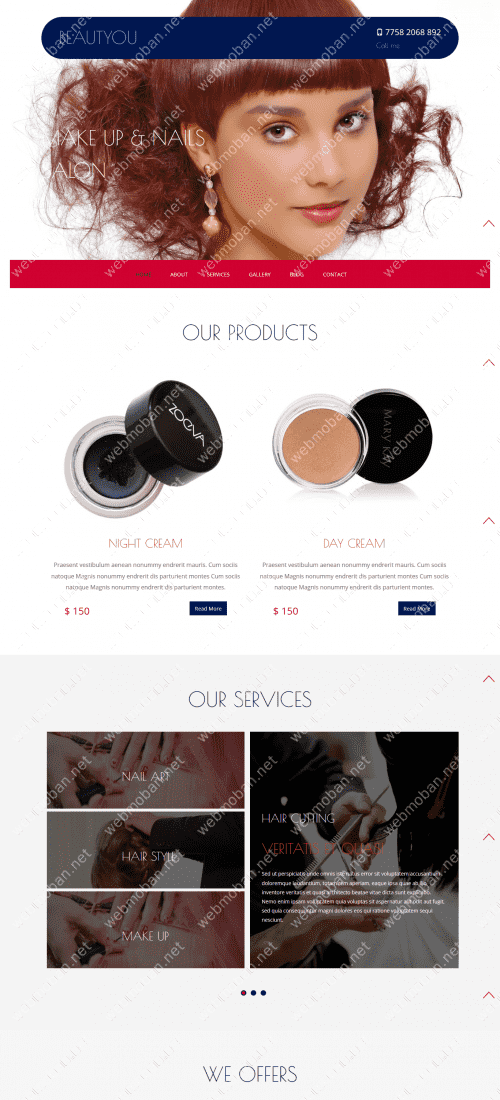 BEAUTYOU
7758 2068 892
Call me
MAKE UP & NAILS
SALON
HOME ABOUT SERVICES GALLERY BLOG CONTACT
OUR PRODUCTS
ZOEVA
MARY KAY
NIGHT CREAM
DAY CREAM
Praesent vestibulum aenean nonummy endrerit mauris. Cum sociis
natoque Magnis nonummy endrerit dis parturient montes Cum sociis
natoque Magnis nonummy endrerit dis parturient montes.
Praesent vestibulum aenean nonummy endrerit mauris. Cum sociis
natoque Magnis nonummy endrerit dis parturient montes Cum sociis
natoque Magnis nonummy endrerit dis parturient montes.
$ 150
Read More
$ 150
Read More
OUR SERVICES
NAIL ART
HAIR STYLE
MAKE UP
HAIR CUTTING
VERITATIS
Sed ut perspiciatis unde omnis iste natus error sit voluptatem accusantium
doloremque laudantium, totam rem aperiam, eaque ipsa quae ab illo
inventore veritatis et quasi architecto beatae vitae dicta sunt explicabo.
Nemo enim ipsam voluptatem quia voluptas sit aspernatur aut odit aut fugit,
sed quia consequuntur magni dolores eos qui ratione voluptatem sequi
nesciunt.
WE OFFERS
webmoban.net